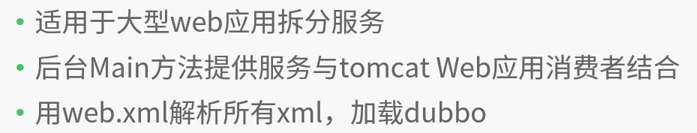 • 适用于大型web应用拆分服务
• 后台Main方法提供服务与tomcat Web应用消费者结合
• 用web.xml解析所有xml，加载dubbo